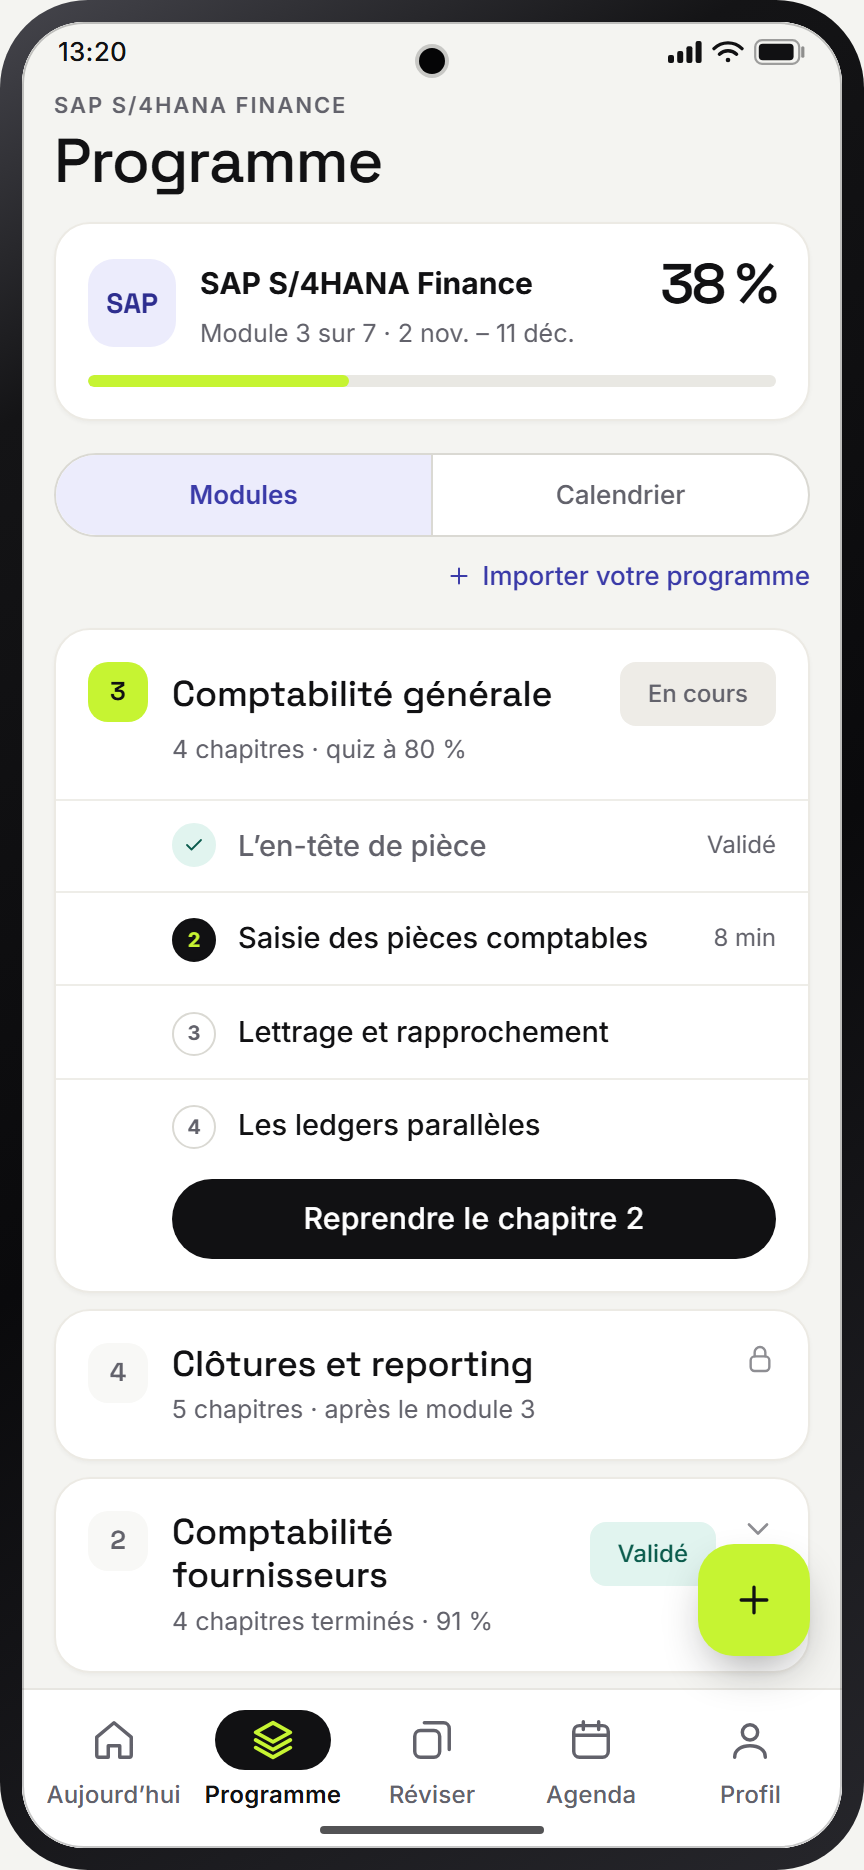 13:20
SAP S/4HANA FINANCE
Programme
SAP
SAP S/4HANA Finance
38 %
Module 3 sur 7 · 2 nov. – 11 déc.
Modules
Calendrier
+ Importer votre programme
3
Comptabilité générale
En cours
4 chapitres · quiz à 80 %
L’en-tête de pièce
Validé
2
Saisie des pièces comptables
8 min
3
Lettrage et rapprochement
4
Les ledgers parallèles
Reprendre le chapitre 2
4
Clôtures et reporting
5 chapitres · après le module 3
2
Comptabilité
fournisseurs
Validé
4 chapitres terminés · 91 %
Aujourd’hui
Programme
Réviser
Agenda
Profil